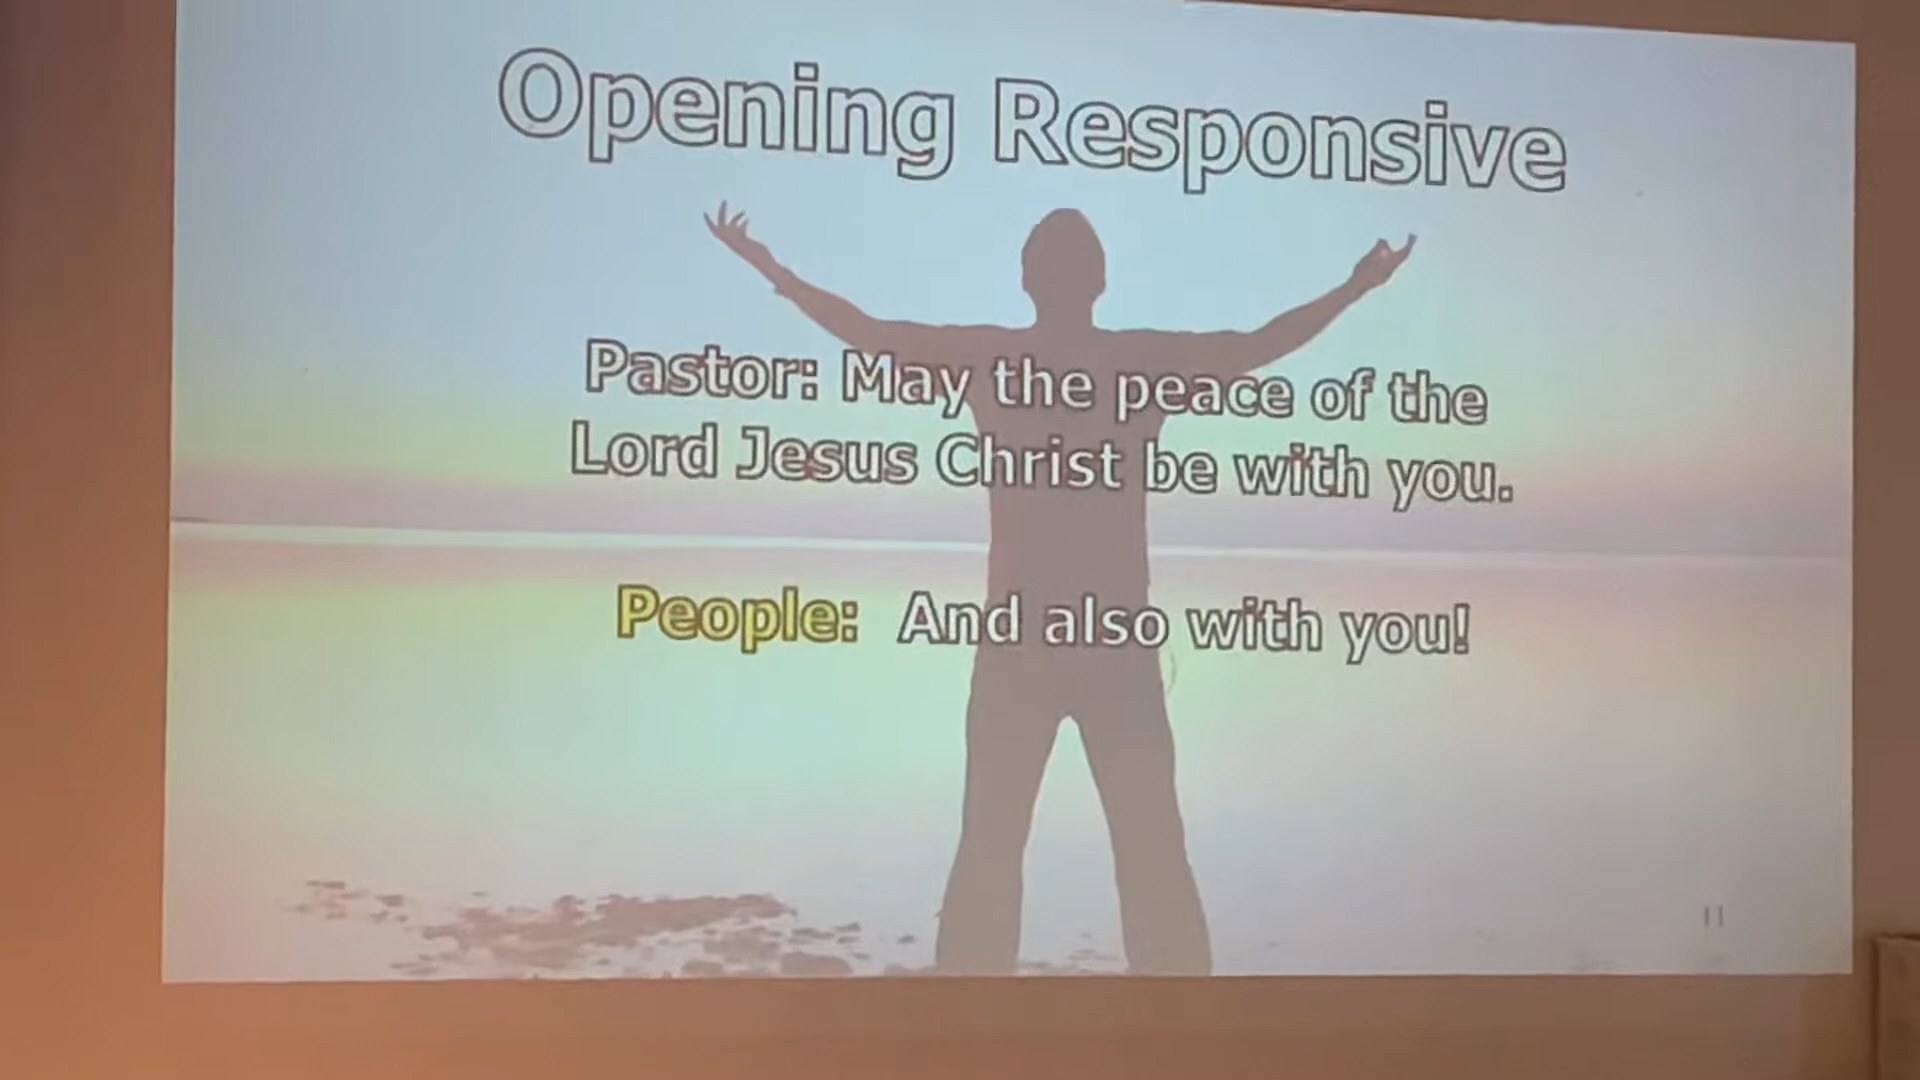 Opening Responsive
Pastor: May the peace of the
Lord Jesus Christ be with you.
People: And also with you!
11